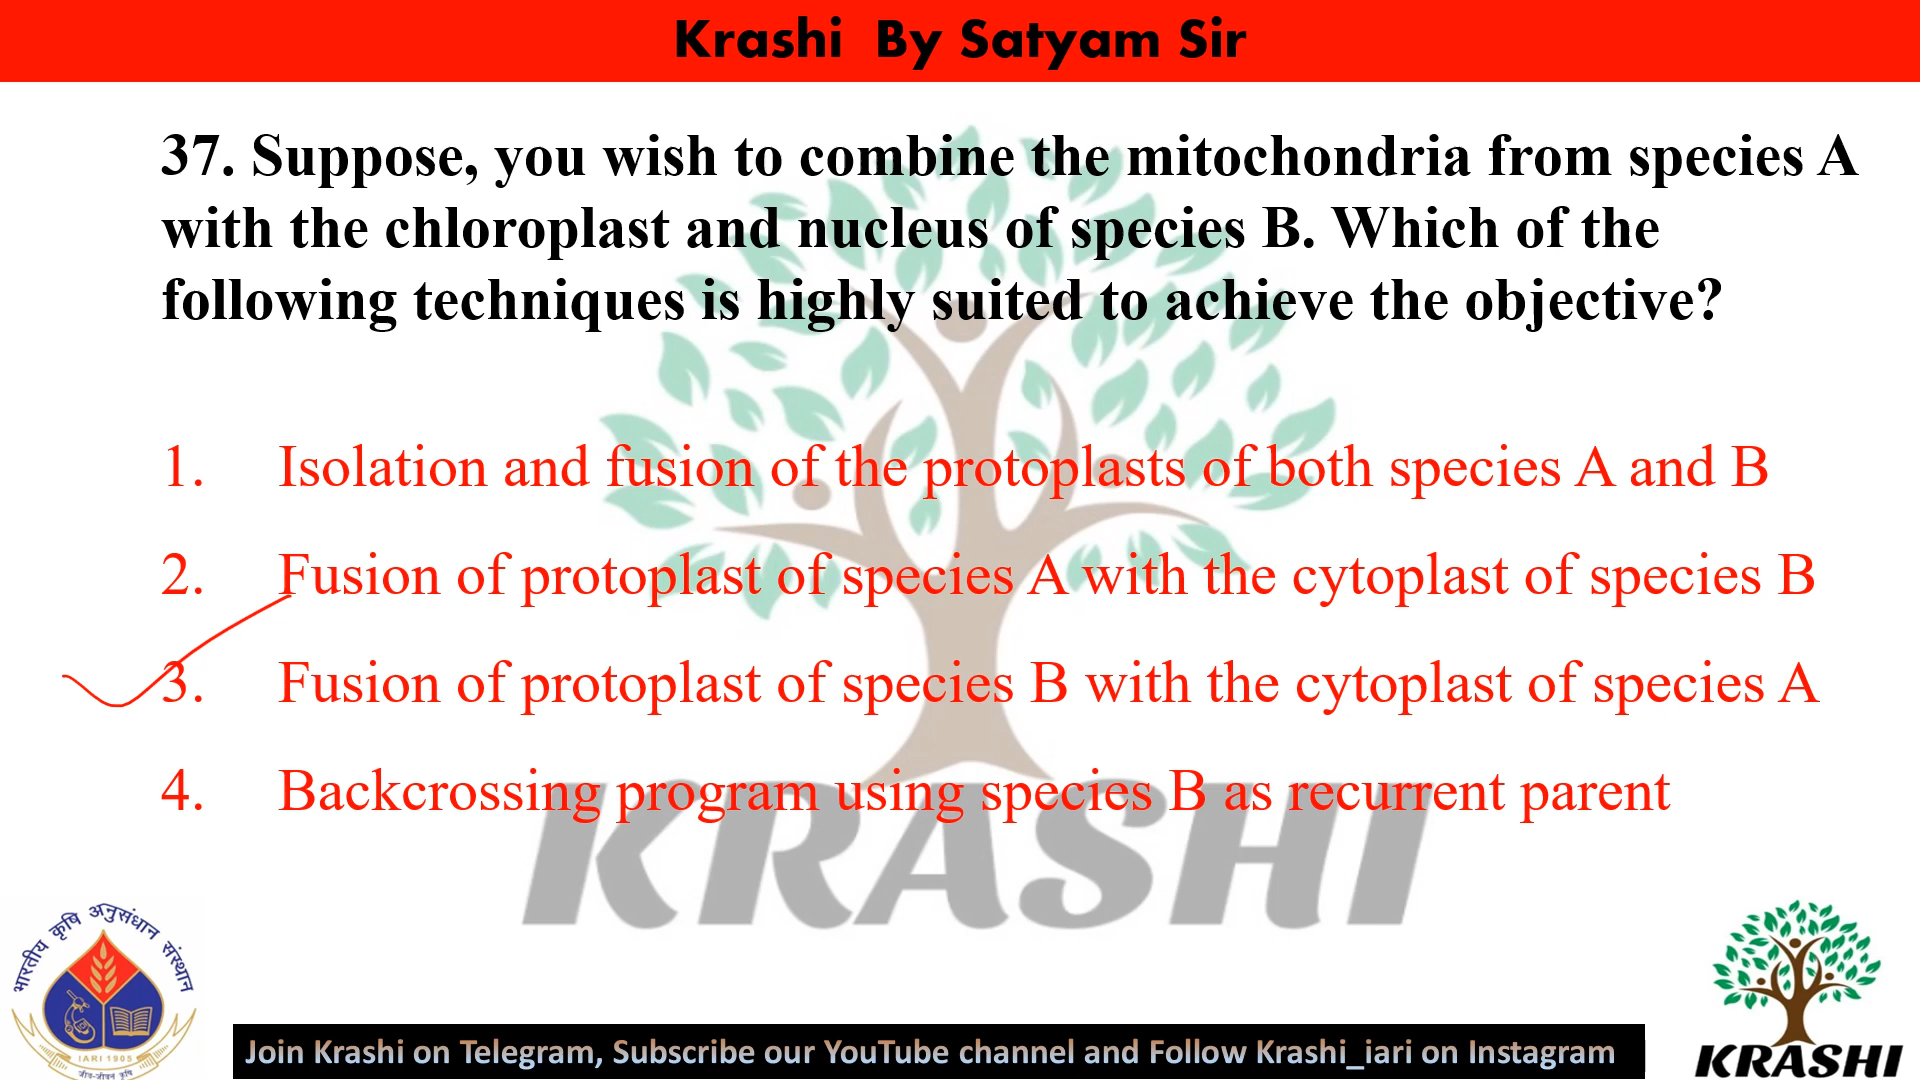 Krashi By Satyam Sir
37. Suppose, you wish to combine the mitochondria from species A
with the chloroplast and nucleus of species B. Which of the
following techniques is highly suited to achieve the objective?
1. Isolation and fusion of the protoplasts of both species A and B
2. Fusion of protoplast of species A with the cytoplast of species B
3. Fusion of protoplast of species B with the cytoplast of species A
4. Backcrossing program using species B as recurrent parent
KRASHI
भारतीय कृषि अनुसंधान संस्थान
IARI 1905
Join Krashi on Telegram, Subscribe our YouTube channel and Follow Krashi_iari on Instagram
KRASHI